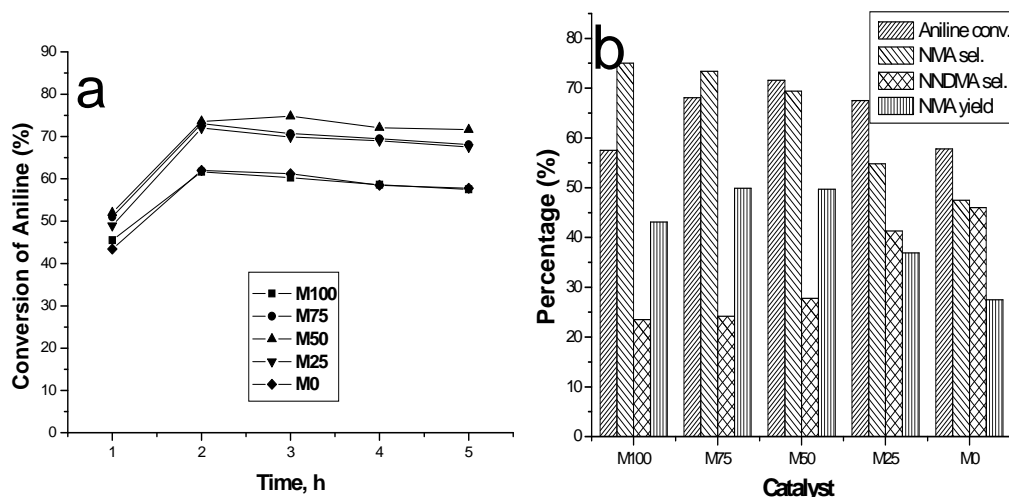 a
Conversion of Aniline (%)
90
80
70
60
50
40
30
20
10
0
M100
M75
M50
M25
M0
1 2 3 4 5
Time, h
b
Aniline conv.
NMA sel.
NNDMA sel.
NMA yield
Percentage (%)
80
70
60
50
40
30
20
10
0
M100 M75 M50 M25 M0
Catalyst